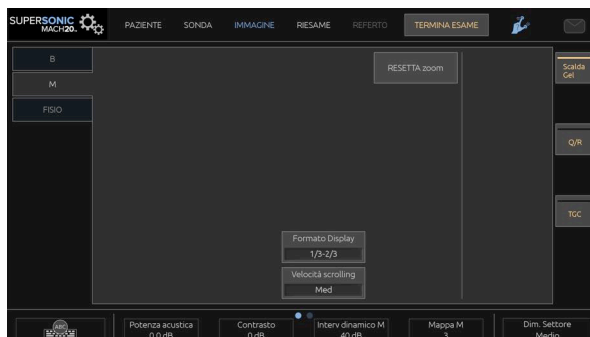 SUPERSONIC
MACH20.
PAZIENTE SONDA IMMAGINE RIESAME REFERTO TERMINA ESAME
B
M
FISIO
RESETTA zoom
Scalda
Gel
Q/R
TGC
Formato Display
1/3-2/3
Velocità scrolling
Med
ABC
Potenza acustica
0.0 dB
Contrasto
0 dB
Interv dinamico M
40 dB
Mappa M
3
Dim. Settore
Medio